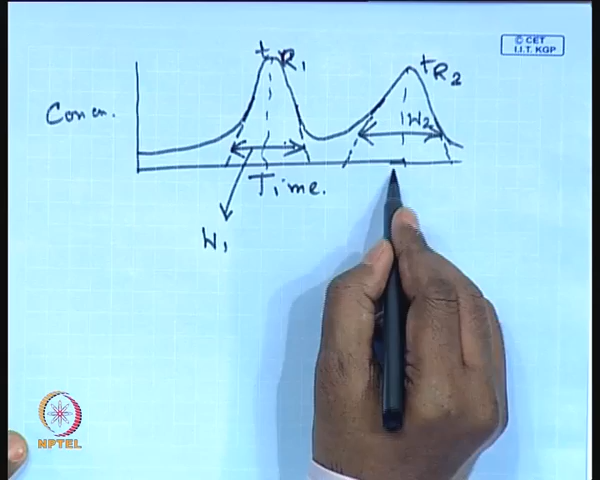 © CET
I.I.T. KGP
tR1
tR2
Concn.
W2
Time.
W1
NPTEL